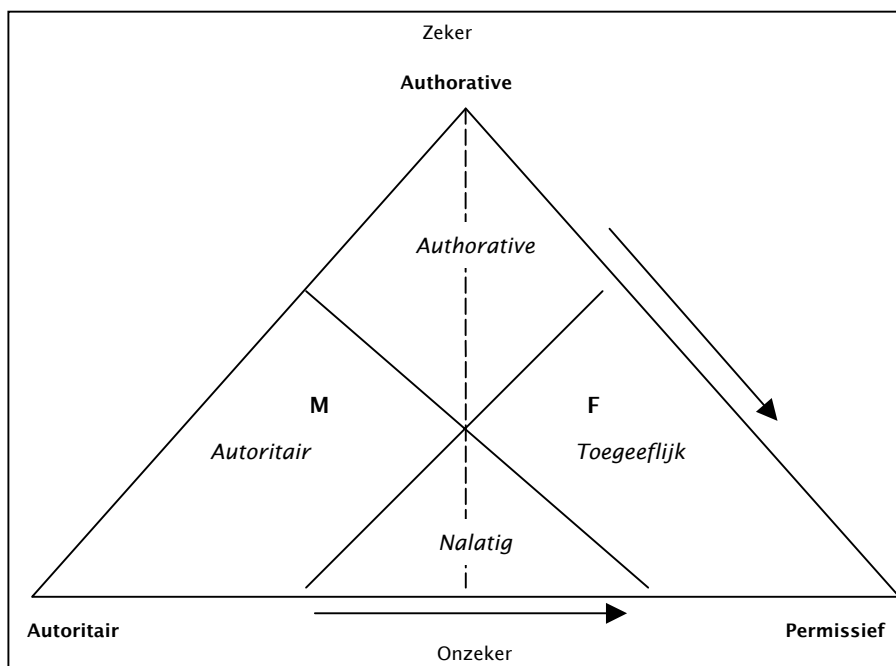 Zeker
Authorative
Authorative
M
F
Autoritair
Toegeeflijk
Nalatig
Autoritair
Permissief
Onzeker